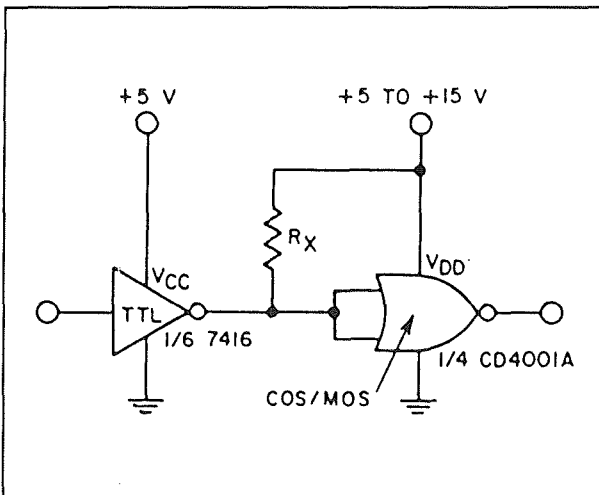 +5 V
+5 TO +15 V
RX
VCC
VDD
TTL
1/6 7416
1/4 CD4001A
COS/MOS